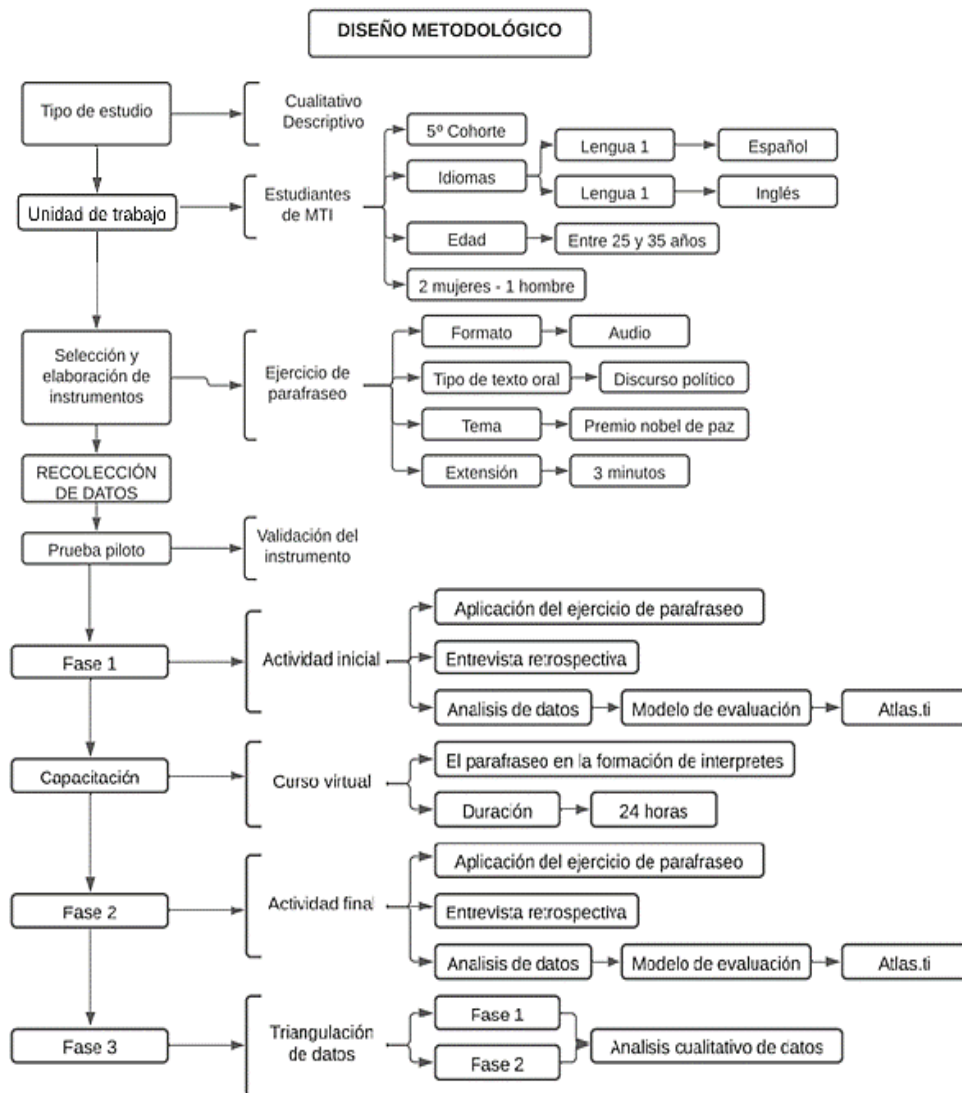 DISEÑO METODOLÓGICO
Tipo de estudio
Cualitativo
Descriptivo
Unidad de trabajo
Estudiantes
de MTI
5º Cohorte
Idiomas
Lengua 1
Español
Lengua 1
Inglés
Edad
Entre 25 y 35 años
2 mujeres - 1 hombre
Selección y
elaboración de
instrumentos
Ejercicio de
parafraseo
Formato
Audio
Tipo de texto oral
Discurso político
Tema
Premio nobel de paz
Extensión
3 minutos
RECOLECCIÓN
DE DATOS
Prueba piloto
Validación del
instrumento
Fase 1
Actividad inicial
Aplicación del ejercicio de parafraseo
Entrevista retrospectiva
Analisis de datos
Modelo de evaluación
Atlas.ti
Capacitación
Curso virtual
El parafraseo en la formación de interpretes
Duración
24 horas
Fase 2
Actividad final
Aplicación del ejercicio de parafraseo
Entrevista retrospectiva
Analisis de datos
Modelo de evaluación
Atlas.ti
Fase 3
Triangulación
de datos
Fase 1
Fase 2
Analisis cualitativo de datos